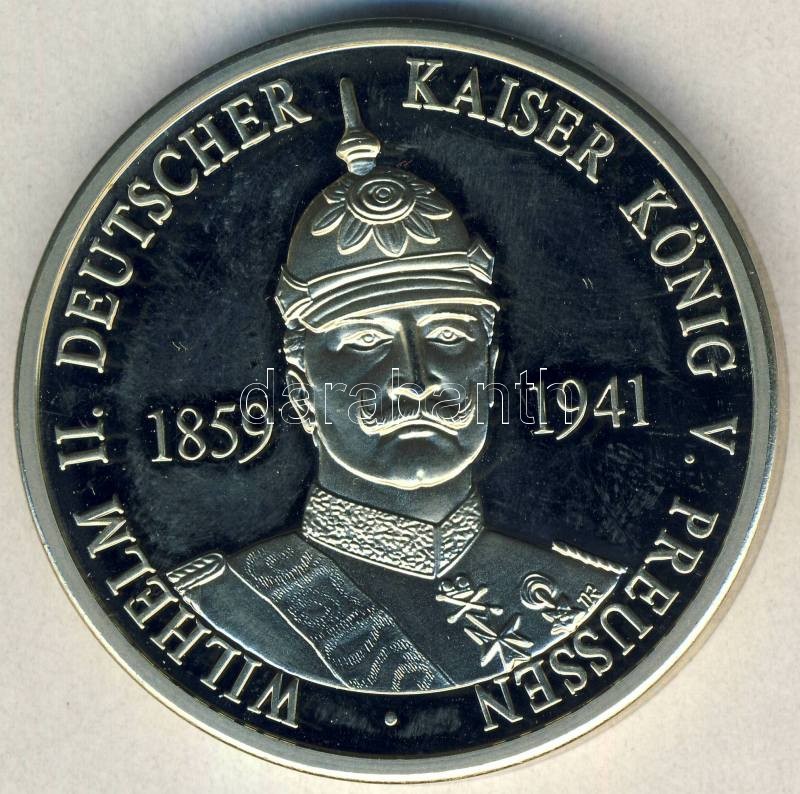 WILHELM II. DEUTSCHER KAISER KÖNIG V. PREUSSEN
1859 1941
darabanth